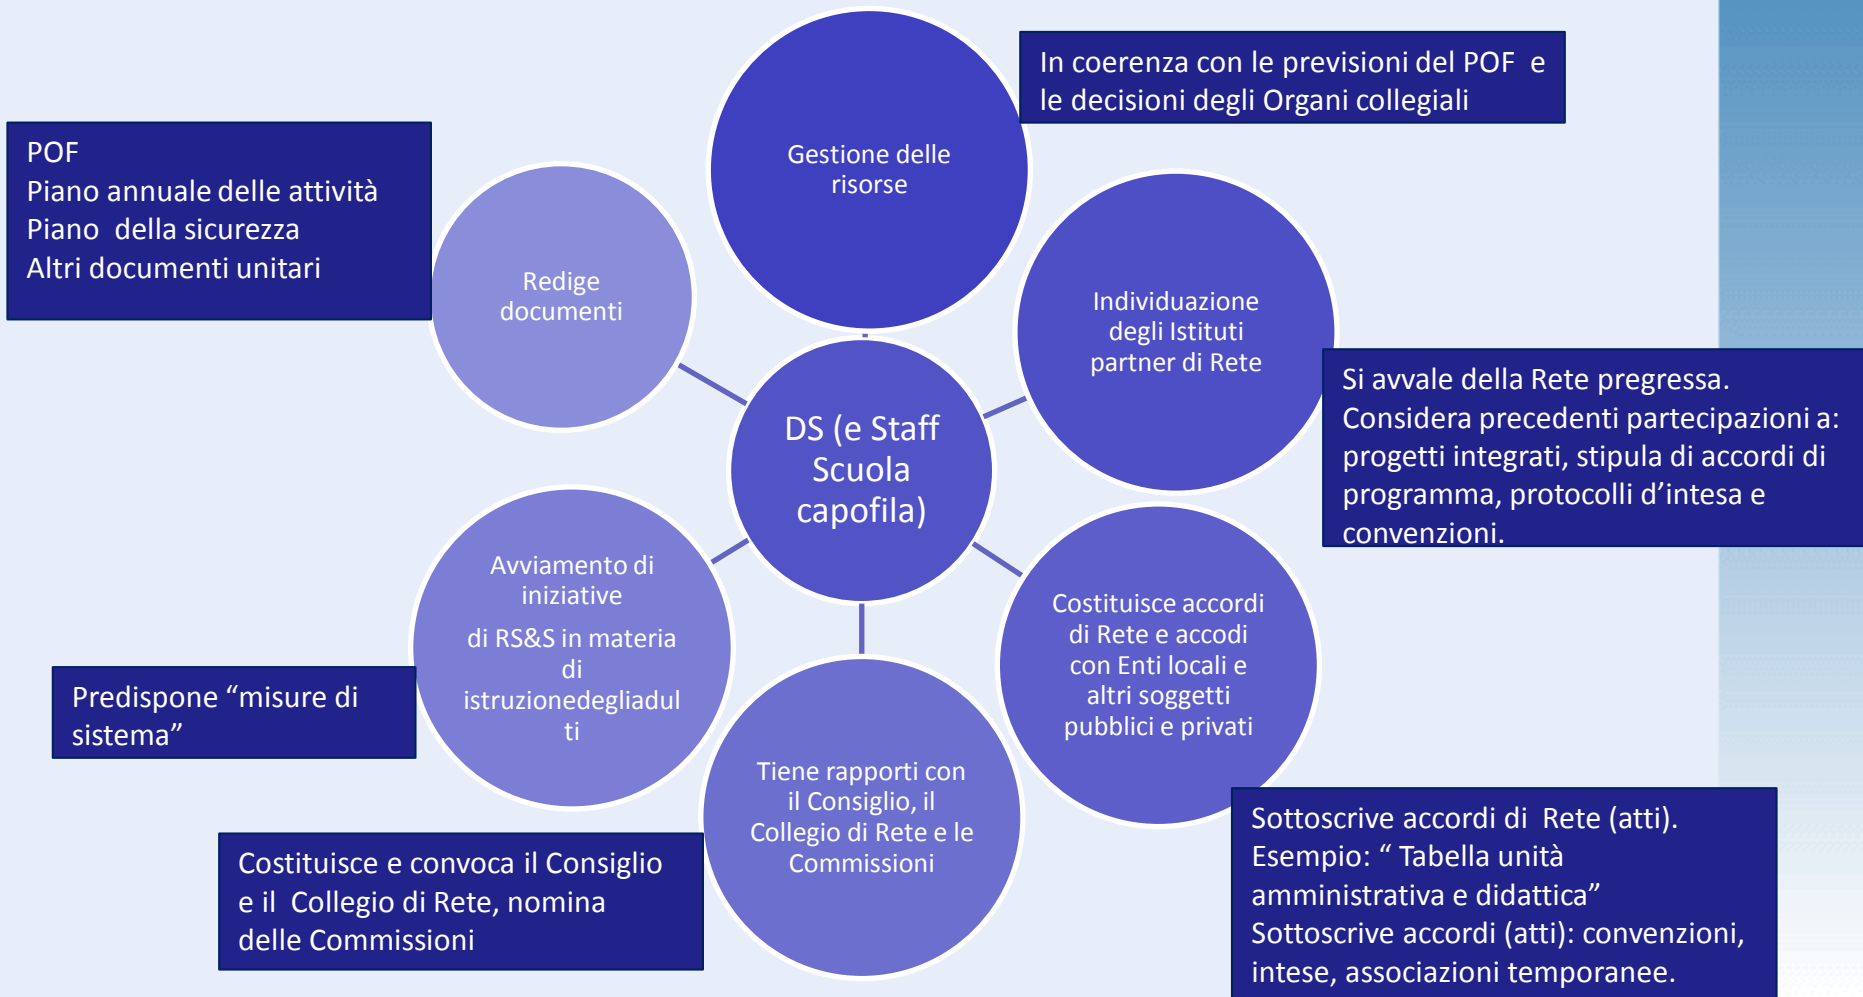 Gestione delle
risorse
In coerenza con le previsioni del POF e
le decisioni degli Organi collegiali
POF
Piano annuale delle attività
Piano della sicurezza
Altri documenti unitari
Redige
documenti
Individuazione
degli Istituti
partner di Rete
Si avvale della Rete pregressa.
Considera precedenti partecipazioni a:
progetti integrati, stipula di accordi di
programma, protocolli d’intesa e
convenzioni.
DS (e Staff
Scuola
capofila)
Avviamento di
iniziative
di RS&S in materia
di
istruzionedegliadul
ti
Predispone “misure di
sistema”
Costituisce accordi
di Rete e accodi
con Enti locali e
altri soggetti
pubblici e privati
Tiene rapporti con
il Consiglio, il
Collegio di Rete e le
Commissioni
Costituisce e convoca il Consiglio
e il Collegio di Rete, nomina
delle Commissioni
Sottoscrive accordi di Rete (atti).
Esempio: “ Tabella unità
amministrativa e didattica”
Sottoscrive accordi (atti): convenzioni,
intese, associazioni temporanee.